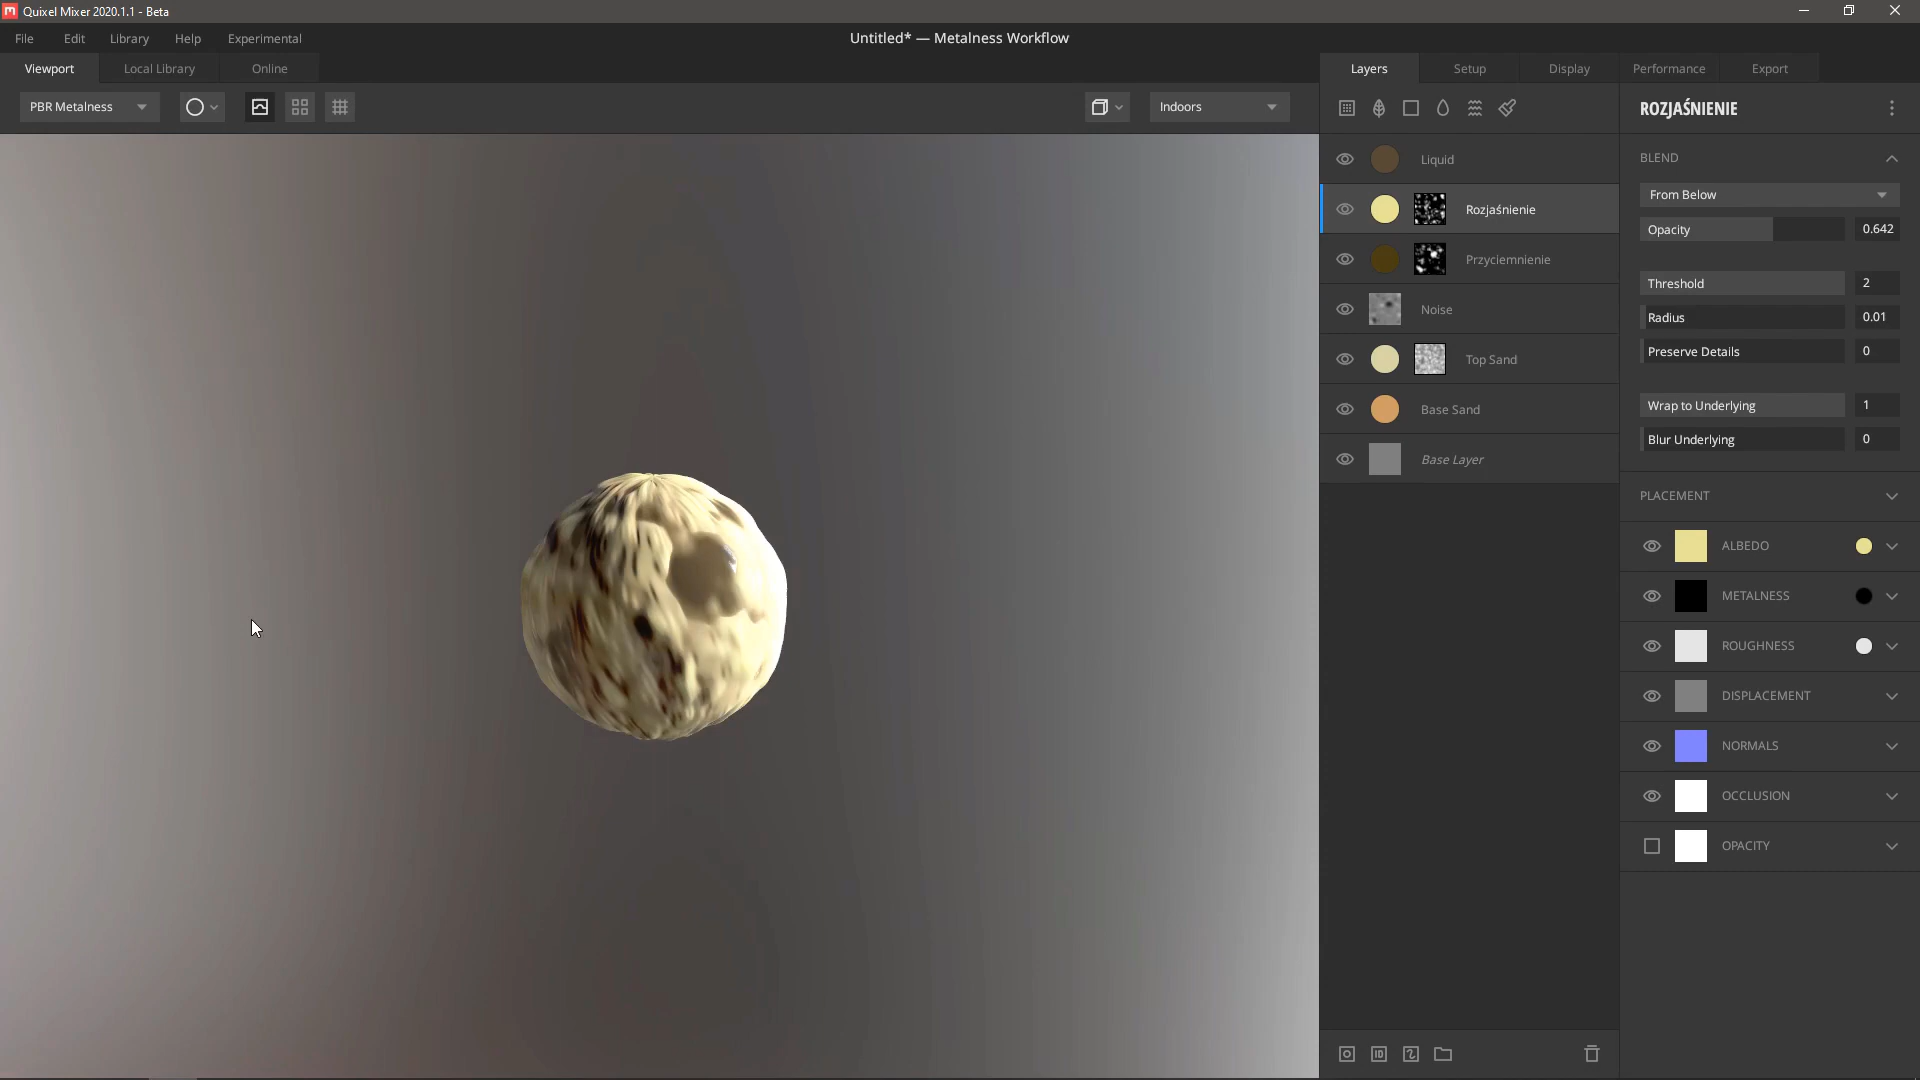 Quixel Mixer 2020.1.1 - Beta
File Edit Library Help Experimental
Untitled* — Metalness Workflow
Viewport Local Library Online
Layers Setup Display Performance Export
PBR Metalness
Indoors
ROZJAŚNIENIE
Liquid
Rozjaśnienie
Przyciemnienie
Noise
Top Sand
Base Sand
Base Layer
BLEND
From Below
Opacity 0.642
Threshold 2
Radius 0.01
Preserve Details 0
Wrap to Underlying 1
Blur Underlying 0
PLACEMENT
ALBEDO
METALNESS
ROUGHNESS
DISPLACEMENT
NORMALS
OCCLUSION
OPACITY